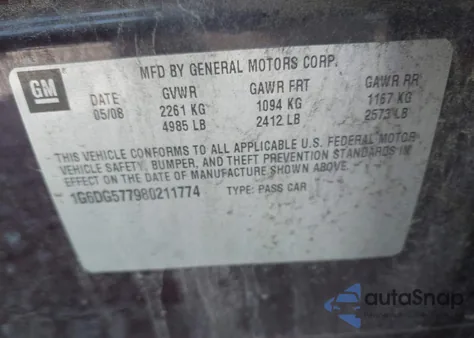 MFD BY GENERAL MOTORS CORP.
GM
DATE GVWR GAWR FRT GAWR RR
05/08 2261 KG 1094 KG 1167 KG
4985 LB 2412 LB 2573 LB
THIS VEHICLE CONFORMS TO ALL APPLICABLE U.S. FEDERAL MOTOR
VEHICLE SAFETY, BUMPER, AND THEFT PREVENTION STANDARDS IN
EFFECT ON THE DATE OF MANUFACTURE SHOWN ABOVE.
1G6DG577980211774 TYPE: PASS CAR
autoSnap